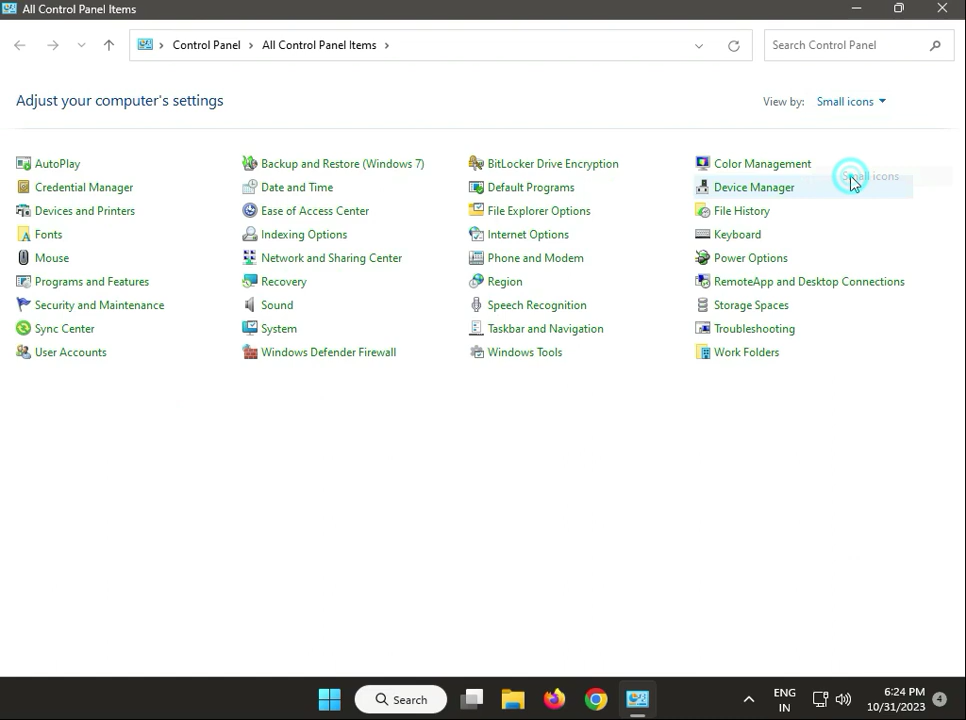 All Control Panel Items
Control Panel > All Control Panel Items >
Search Control Panel
Adjust your computer's settings
View by: Small icons
AutoPlay
Backup and Restore (Windows 7)
BitLocker Drive Encryption
Color Management
Small icons
Credential Manager
Date and Time
Default Programs
Device Manager
Devices and Printers
Ease of Access Center
File Explorer Options
File History
Fonts
Indexing Options
Internet Options
Keyboard
Mouse
Network and Sharing Center
Phone and Modem
Power Options
Programs and Features
Recovery
Region
RemoteApp and Desktop Connections
Security and Maintenance
Sound
Speech Recognition
Storage Spaces
Sync Center
System
Taskbar and Navigation
Troubleshooting
User Accounts
Windows Defender Firewall
Windows Tools
Work Folders
Search
ENG
IN
6:24 PM
10/31/2023
4